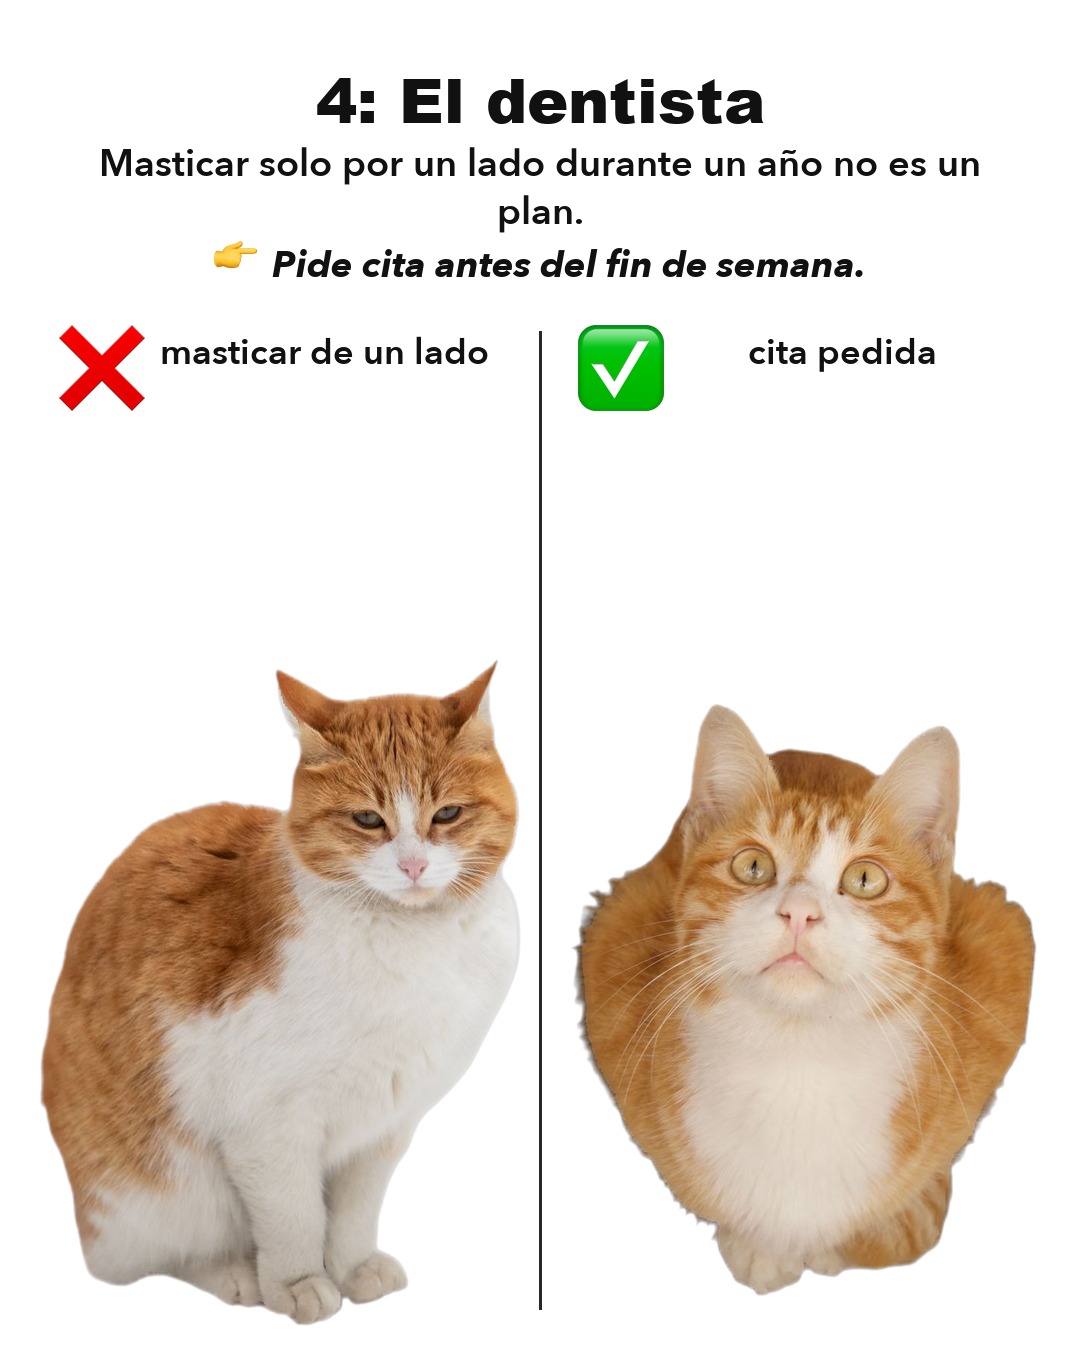 4: El dentista
Masticar solo por un lado durante un año no es un
plan.
👉 Pide cita antes del fin de semana.
❌ masticar de un lado
✅ cita pedida